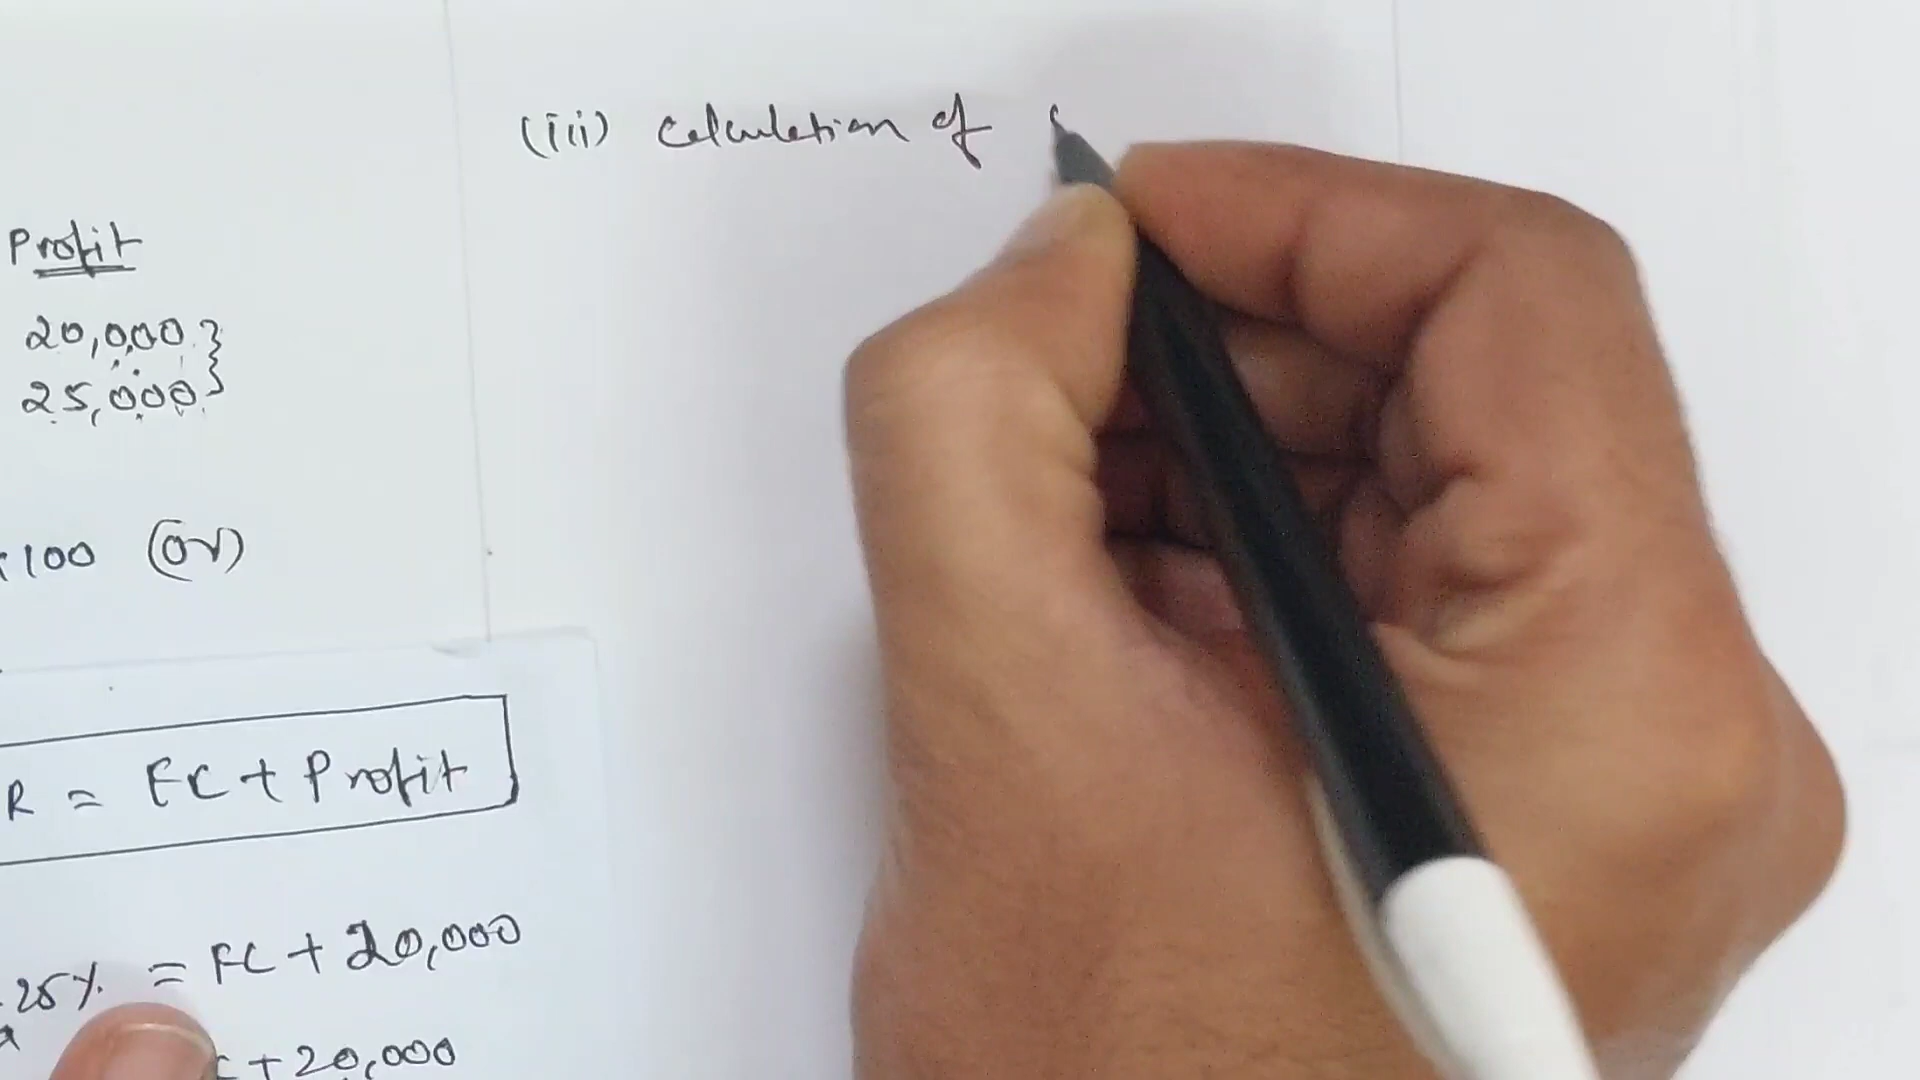 (iii) Calculation of
Profit
20,000
25,000
100 (or)
R = FC + Profit
25% = FC + 20,000
+ 20,000